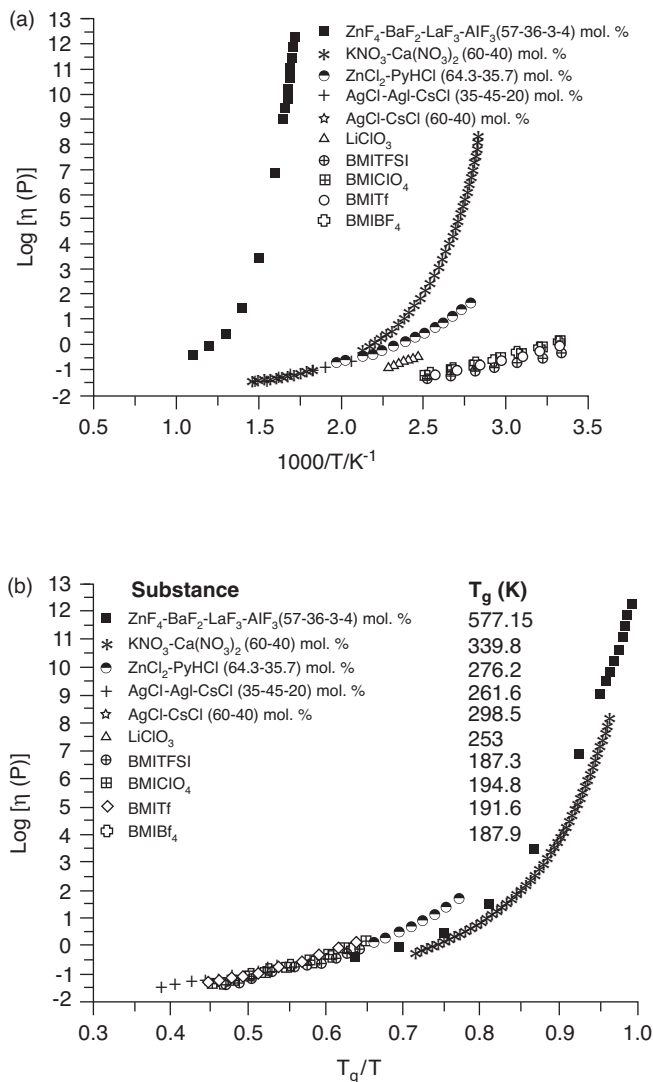 (a)
13
12
11
10
9
8
7
6
5
4
3
2
1
0
-1
-2
Log [η (P)]
ZnF4-BaF2-LaF3-AlF3(57-36-3-4) mol. %
KNO3-Ca(NO3)2 (60-40) mol. %
ZnCl2-PyHCl (64.3-35.7) mol. %
AgCl-AgI-CsCl (35-45-20) mol. %
AgCl-CsCl (60-40) mol. %
LiClO3
BMITFSI
BMIClO4
BMITf
BMIBF4
0.5 1.0 1.5 2.0 2.5 3.0 3.5
1000/T/K-1
(b)
13
12
11
10
9
8
7
6
5
4
3
2
1
0
-1
-2
Log [η (P)]
Substance Tg (K)
ZnF4-BaF2-LaF3-AlF3(57-36-3-4) mol. % 577.15
KNO3-Ca(NO3)2 (60-40) mol. % 339.8
ZnCl2-PyHCl (64.3-35.7) mol. % 276.2
AgCl-AgI-CsCl (35-45-20) mol. % 261.6
AgCl-CsCl (60-40) mol. % 298.5
LiClO3 253
BMITFSI 187.3
BMIClO4 194.8
BMITf 191.6
BMIBf4 187.9
0.3 0.4 0.5 0.6 0.7 0.8 0.9 1.0
Tg/T